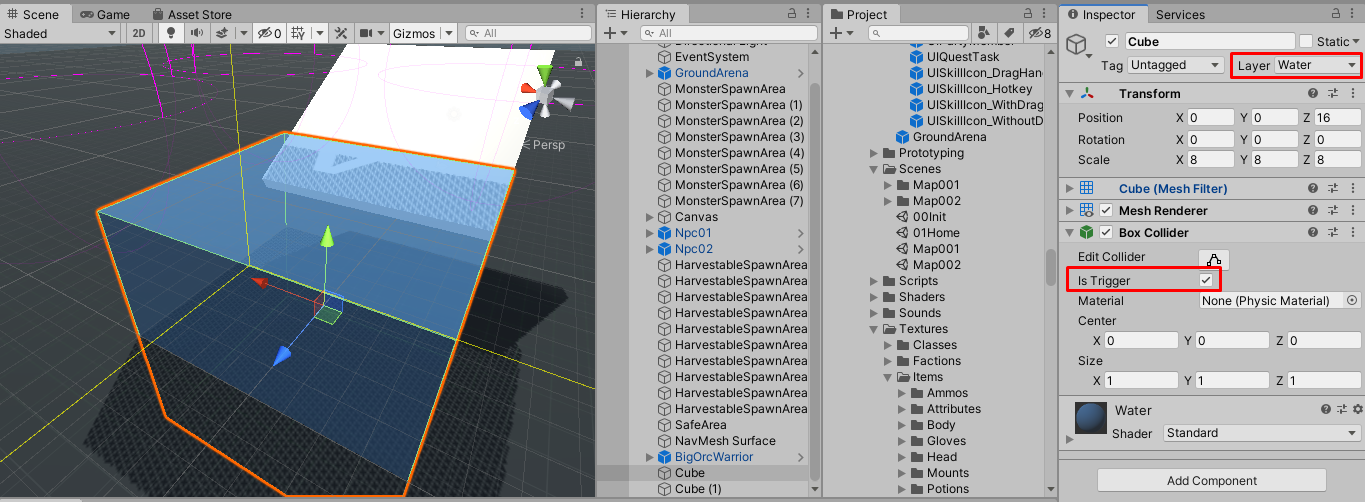 Scene Game Asset Store
Shaded 2D 0 Gizmos All
Persp
Hierarchy
All
Directional Light
EventSystem
GroundArena
MonsterSpawnArea
MonsterSpawnArea (1)
MonsterSpawnArea (2)
MonsterSpawnArea (3)
MonsterSpawnArea (4)
MonsterSpawnArea (5)
MonsterSpawnArea (6)
MonsterSpawnArea (7)
Canvas
Npc01
Npc02
HarvestableSpawnArea
HarvestableSpawnArea
HarvestableSpawnArea
HarvestableSpawnArea
HarvestableSpawnArea
HarvestableSpawnArea
HarvestableSpawnArea
HarvestableSpawnArea
HarvestableSpawnArea
HarvestableSpawnArea
SafeArea
NavMesh Surface
BigOrcWarrior
Cube
Cube (1)
Project
8
UIPartyMember
UIQuestTask
UISkillIcon_DragHan
UISkillIcon_Hotkey
UISkillIcon_WithDrag
UISkillIcon_WithoutD
GroundArena
Prototyping
Scenes
Map001
Map002
00Init
01Home
Map001
Map002
Scripts
Shaders
Sounds
Textures
Classes
Factions
Items
Ammos
Attributes
Body
Gloves
Head
Mounts
Potions
Inspector Services
Cube Static
Tag Untagged Layer Water
Transform
Position X 0 Y 0 Z 16
Rotation X 0 Y 0 Z 0
Scale X 8 Y 8 Z 8
Cube (Mesh Filter)
Mesh Renderer
Box Collider
Edit Collider
Is Trigger
Material None (Physic Material)
Center
X 0 Y 0 Z 0
Size
X 1 Y 1 Z 1
Water
Shader Standard
Add Component